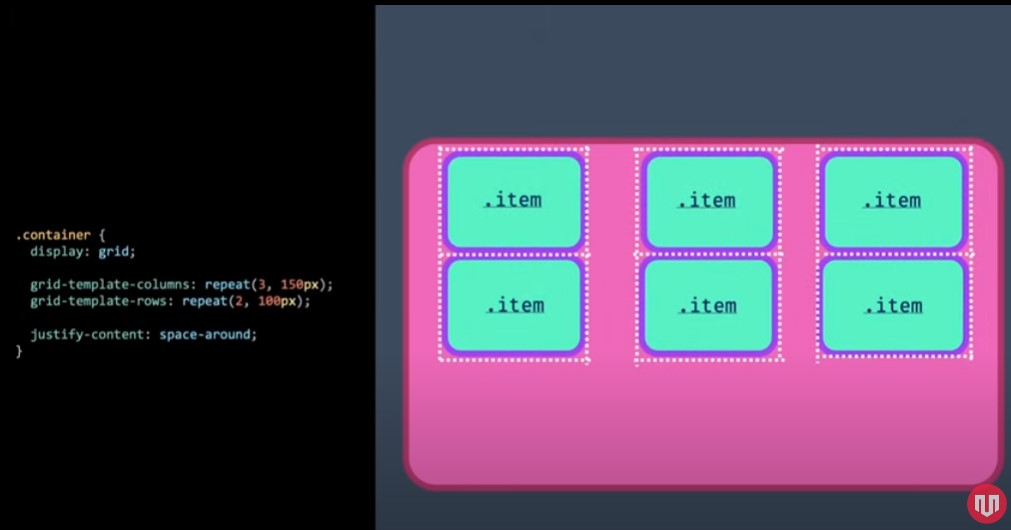 .container {
display: grid;
grid-template-columns: repeat(3, 150px);
grid-template-rows: repeat(2, 100px);
justify-content: space-around;
}
.item .item .item
.item .item .item